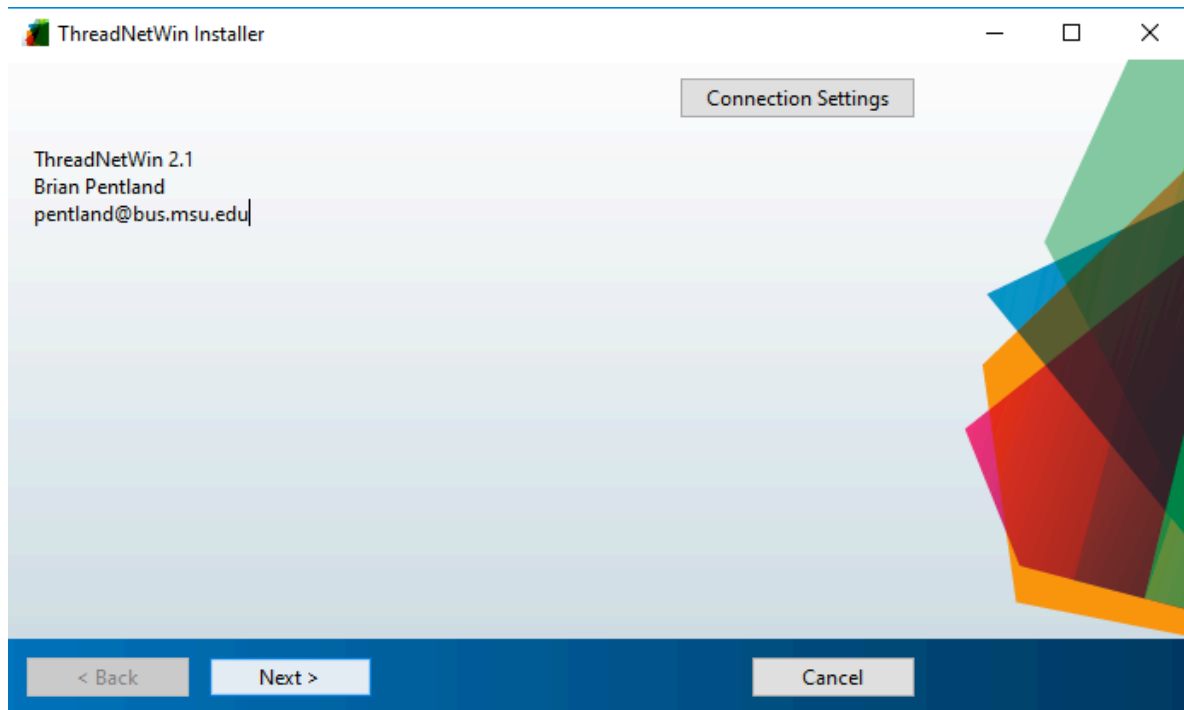 ThreadNetWin Installer
Connection Settings
ThreadNetWin 2.1
Brian Pentland
pentland@bus.msu.edu
< Back
Next >
Cancel